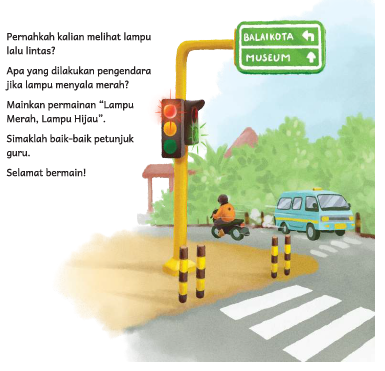 Pernahkah kalian melihat lampu
lalu lintas?
Apa yang dilakukan pengendara
jika lampu menyala merah?
Mainkan permainan “Lampu
Merah, Lampu Hijau”.
Simaklah baik-baik petunjuk
guru.
Selamat bermain!
BALAIKOTA
MUSEUM